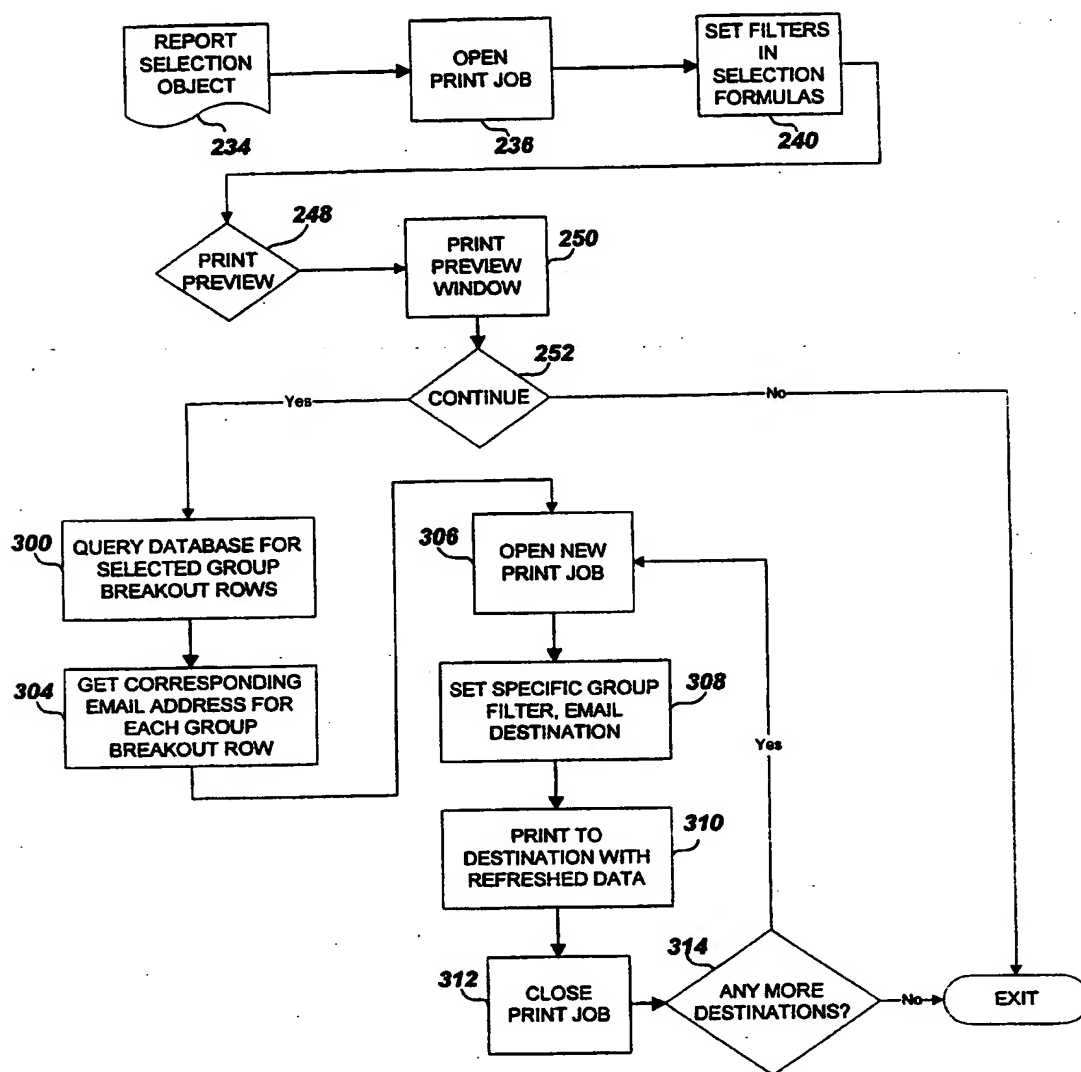 REPORT
SELECTION
OBJECT
234
OPEN
PRINT JOB
236
SET FILTERS
IN
SELECTION
FORMULAS
240
PRINT
PREVIEW
248
PRINT
PREVIEW
WINDOW
250
CONTINUE
252
Yes
No
300
QUERY DATABASE FOR
SELECTED GROUP
BREAKOUT ROWS
304
GET CORRESPONDING
EMAIL ADDRESS FOR
EACH GROUP
BREAKOUT ROW
306
OPEN NEW
PRINT JOB
SET SPECIFIC GROUP
FILTER, EMAIL
DESTINATION
308
Yes
PRINT TO
DESTINATION WITH
REFRESHED DATA
310
312
CLOSE
PRINT JOB
314
ANY MORE
DESTINATIONS?
No
EXIT